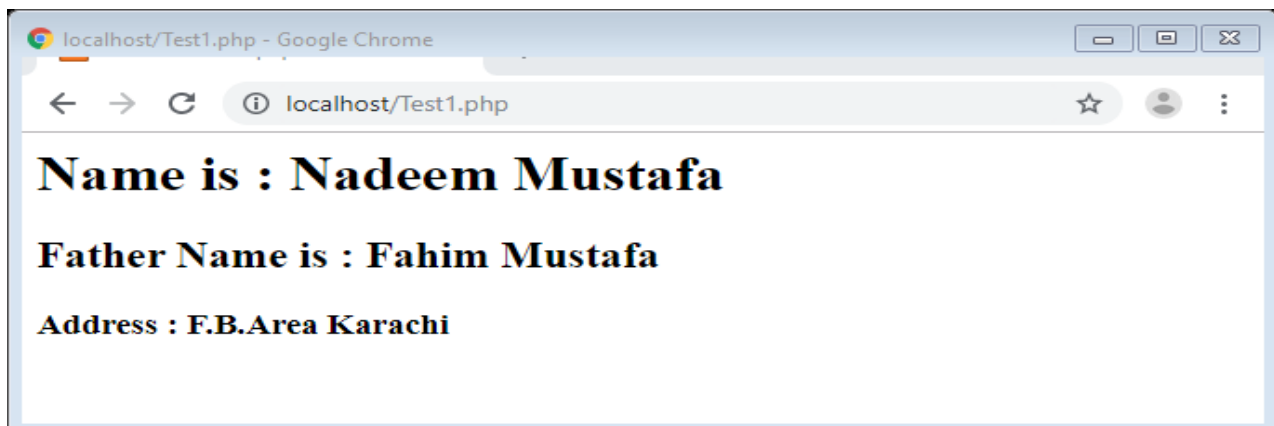 localhost/Test1.php - Google Chrome
localhost/Test1.php
Name is : Nadeem Mustafa
Father Name is : Fahim Mustafa
Address : F.B.Area Karachi